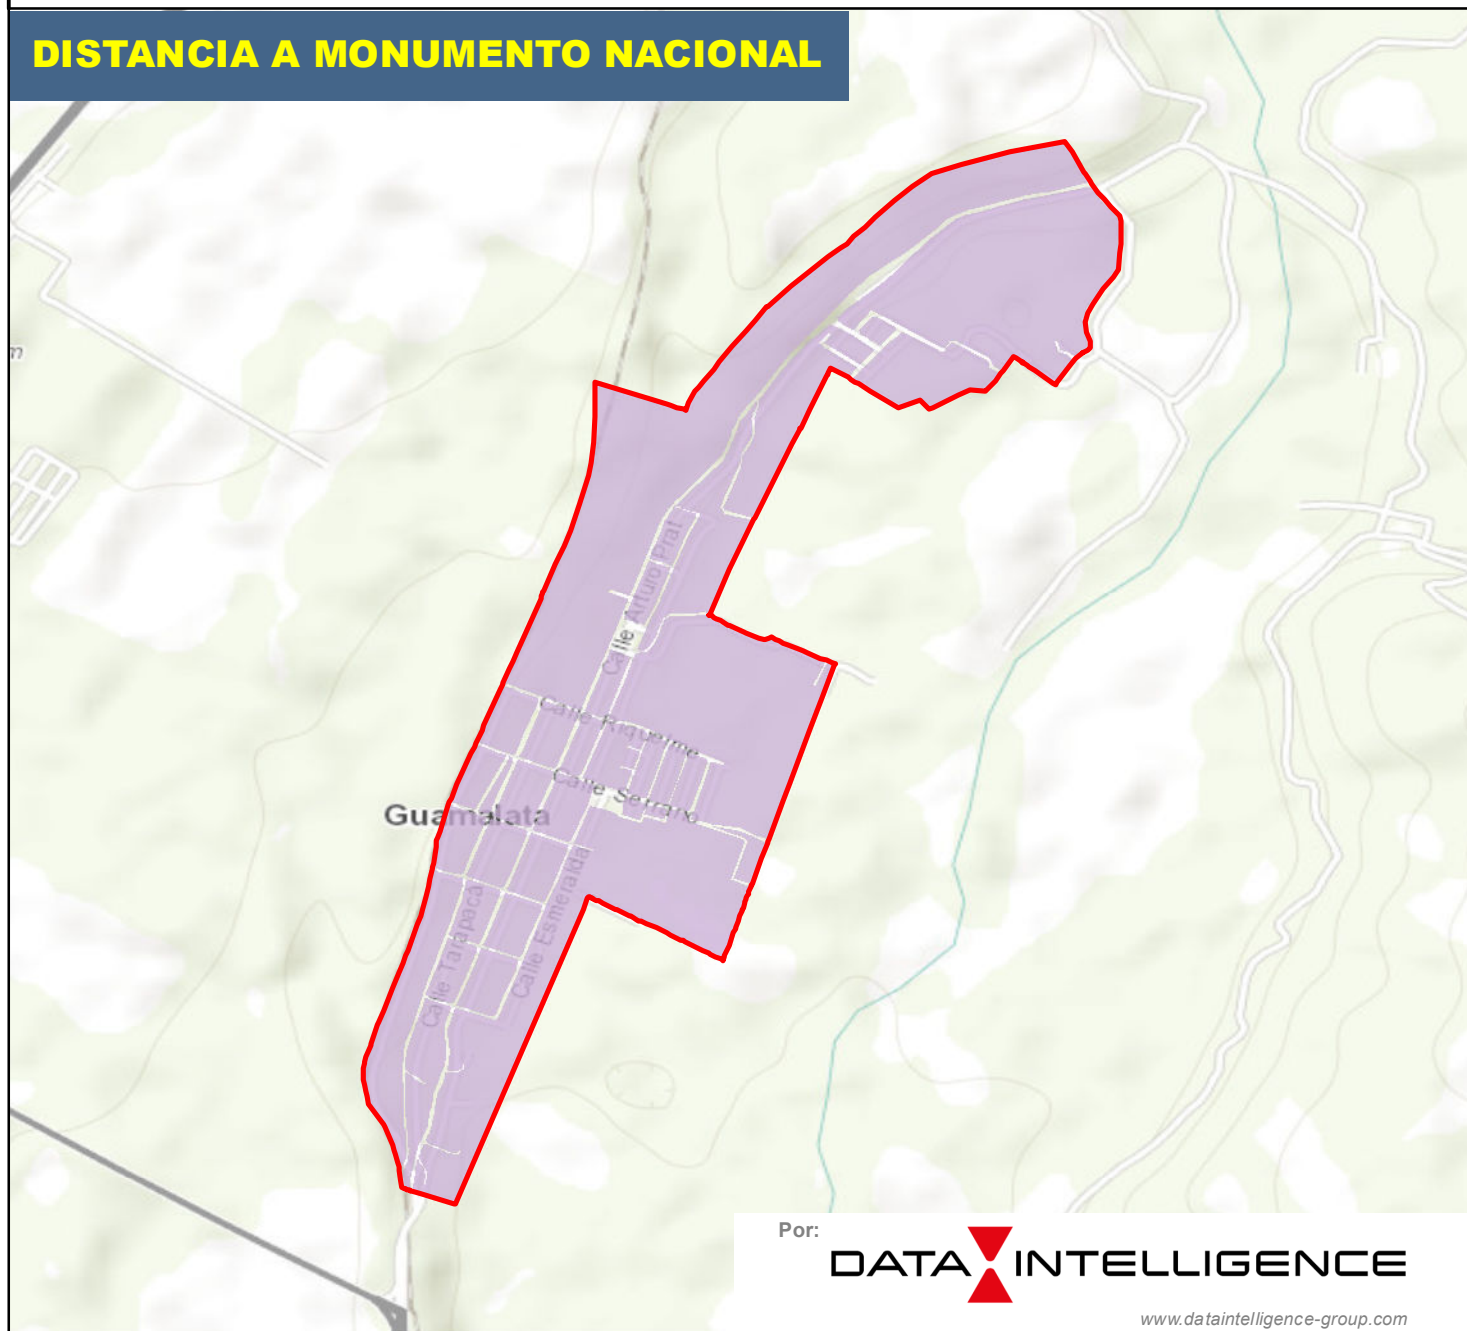 DISTANCIA A MONUMENTO NACIONAL
m
Calle Arturo Prat
Calle Riquelme
Calle Serrano
Guamalata
Calle Tarapaca
Calle Esmeralda
Por:
DATA INTELLIGENCE
www.dataintelligence-group.com